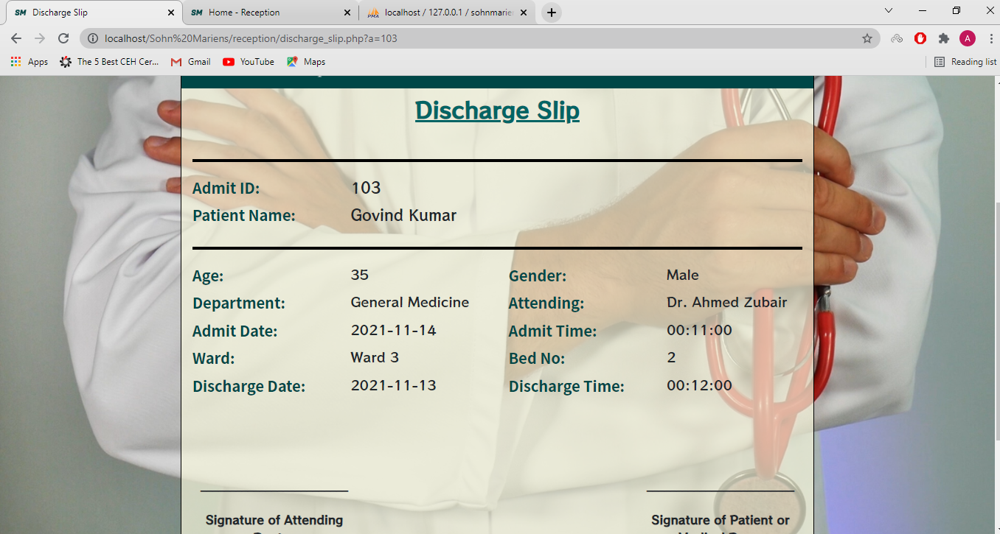 SM Discharge Slip
SM Home - Reception
PMA localhost / 127.0.0.1 / sohnmarie
localhost/Sohn%20Mariens/reception/discharge_slip.php?a=103
A
Apps The 5 Best CEH Cer... Gmail YouTube Maps Reading list
Discharge Slip
Admit ID: 103
Patient Name: Govind Kumar
Age: 35 Gender: Male
Department: General Medicine Attending: Dr. Ahmed Zubair
Admit Date: 2021-11-14 Admit Time: 00:11:00
Ward: Ward 3 Bed No: 2
Discharge Date: 2021-11-13 Discharge Time: 00:12:00
Signature of Attending Signature of Patient or